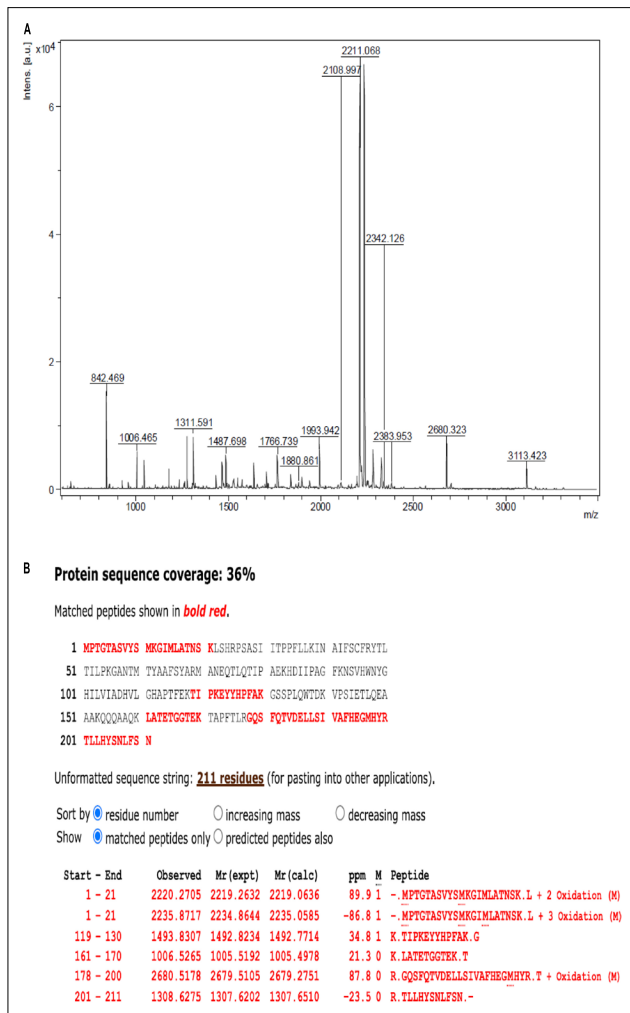 A
Intens. [a.u.]
x10⁴
2211.068
2108.997
6
4
2342.126
2
842.469
1006.465
1311.591
1487.698
1766.739
1880.861
1993.942
2383.953
2680.323
3113.423
0
1000
1500
2000
2500
3000
m/z
B
Protein sequence coverage: 36%
Matched peptides shown in bold red.
1 MPTGTASVYS MKGIMLATNS KLSHRPSASI ITPPFLLKIN AIFSCFRYTL
51 TILPKGANTM TYAAFSYARM ANEQTLQTIP AEKHDIIPAG FKNSVHWNYG
101 HILVIADHVL GHAPTFEKTI PKEYYHPFAK GSSPLQWTDK VPSIETLQEA
151 AAKQQQAAQK LATETGGTEK TAPFTLRGQS FQTVDELLSI VAFHEGMHYR
201 TLLHYSNLFS N
Unformatted sequence string: 211 residues (for pasting into other applications).
Sort by residue number increasing mass decreasing mass
Show matched peptides only predicted peptides also
Start - End Observed Mr(expt) Mr(calc) ppm M Peptide
1 - 21 2220.2705 2219.2632 2219.0636 89.9 1 -.MPTGTASVYSMKGIMLATNSK.L + 2 Oxidation (M)
1 - 21 2235.8717 2234.8644 2235.0585 -86.8 1 -.MPTGTASVYSMKGIMLATNSK.L + 3 Oxidation (M)
119 - 130 1493.8307 1492.8234 1492.7714 34.8 1 K.TIPKEYYHPFAK.G
161 - 170 1006.5265 1005.5192 1005.4978 21.3 0 K.LATETGGTEK.T
178 - 200 2680.5178 2679.5105 2679.2751 87.8 0 R.GQSFQTVDELLSIVAFHEGMHYR.T + Oxidation (M)
201 - 211 1308.6275 1307.6202 1307.6510 -23.5 0 R.TLLHYSNLFSN.-